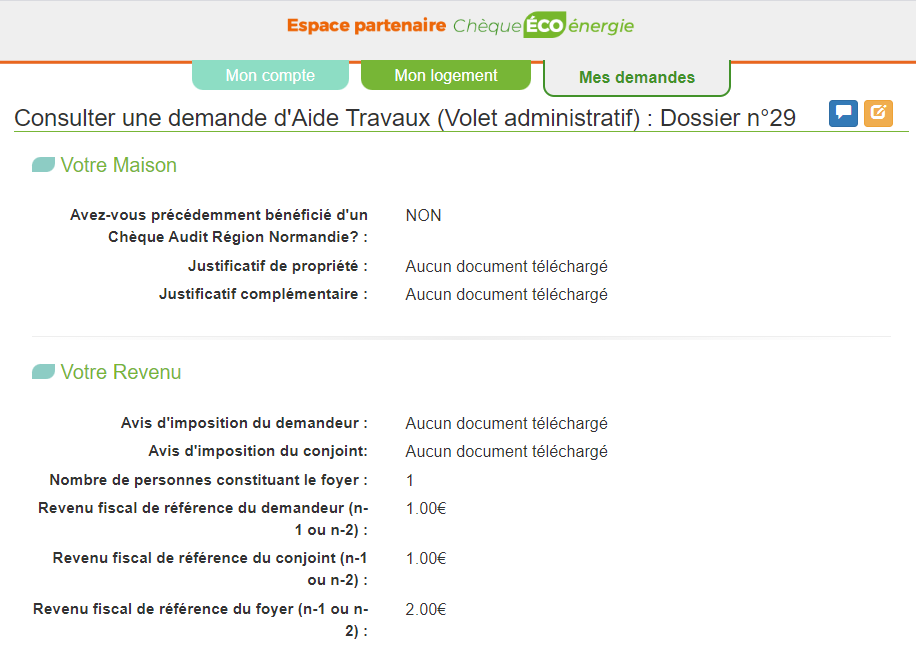 Espace partenaire Chèque ÉCO énergie
Mon compte Mon logement Mes demandes
Consulter une demande d'Aide Travaux (Volet administratif) : Dossier n°29
Votre Maison
Avez-vous précédemment bénéficié d'un NON
Chèque Audit Région Normandie? :
Justificatif de propriété : Aucun document téléchargé
Justificatif complémentaire : Aucun document téléchargé
Votre Revenu
Avis d'imposition du demandeur : Aucun document téléchargé
Avis d'imposition du conjoint: Aucun document téléchargé
Nombre de personnes constituant le foyer : 1
Revenu fiscal de référence du demandeur (n- 1.00€
1 ou n-2) :
Revenu fiscal de référence du conjoint (n-1 1.00€
ou n-2) :
Revenu fiscal de référence du foyer (n-1 ou n- 2.00€
2) :